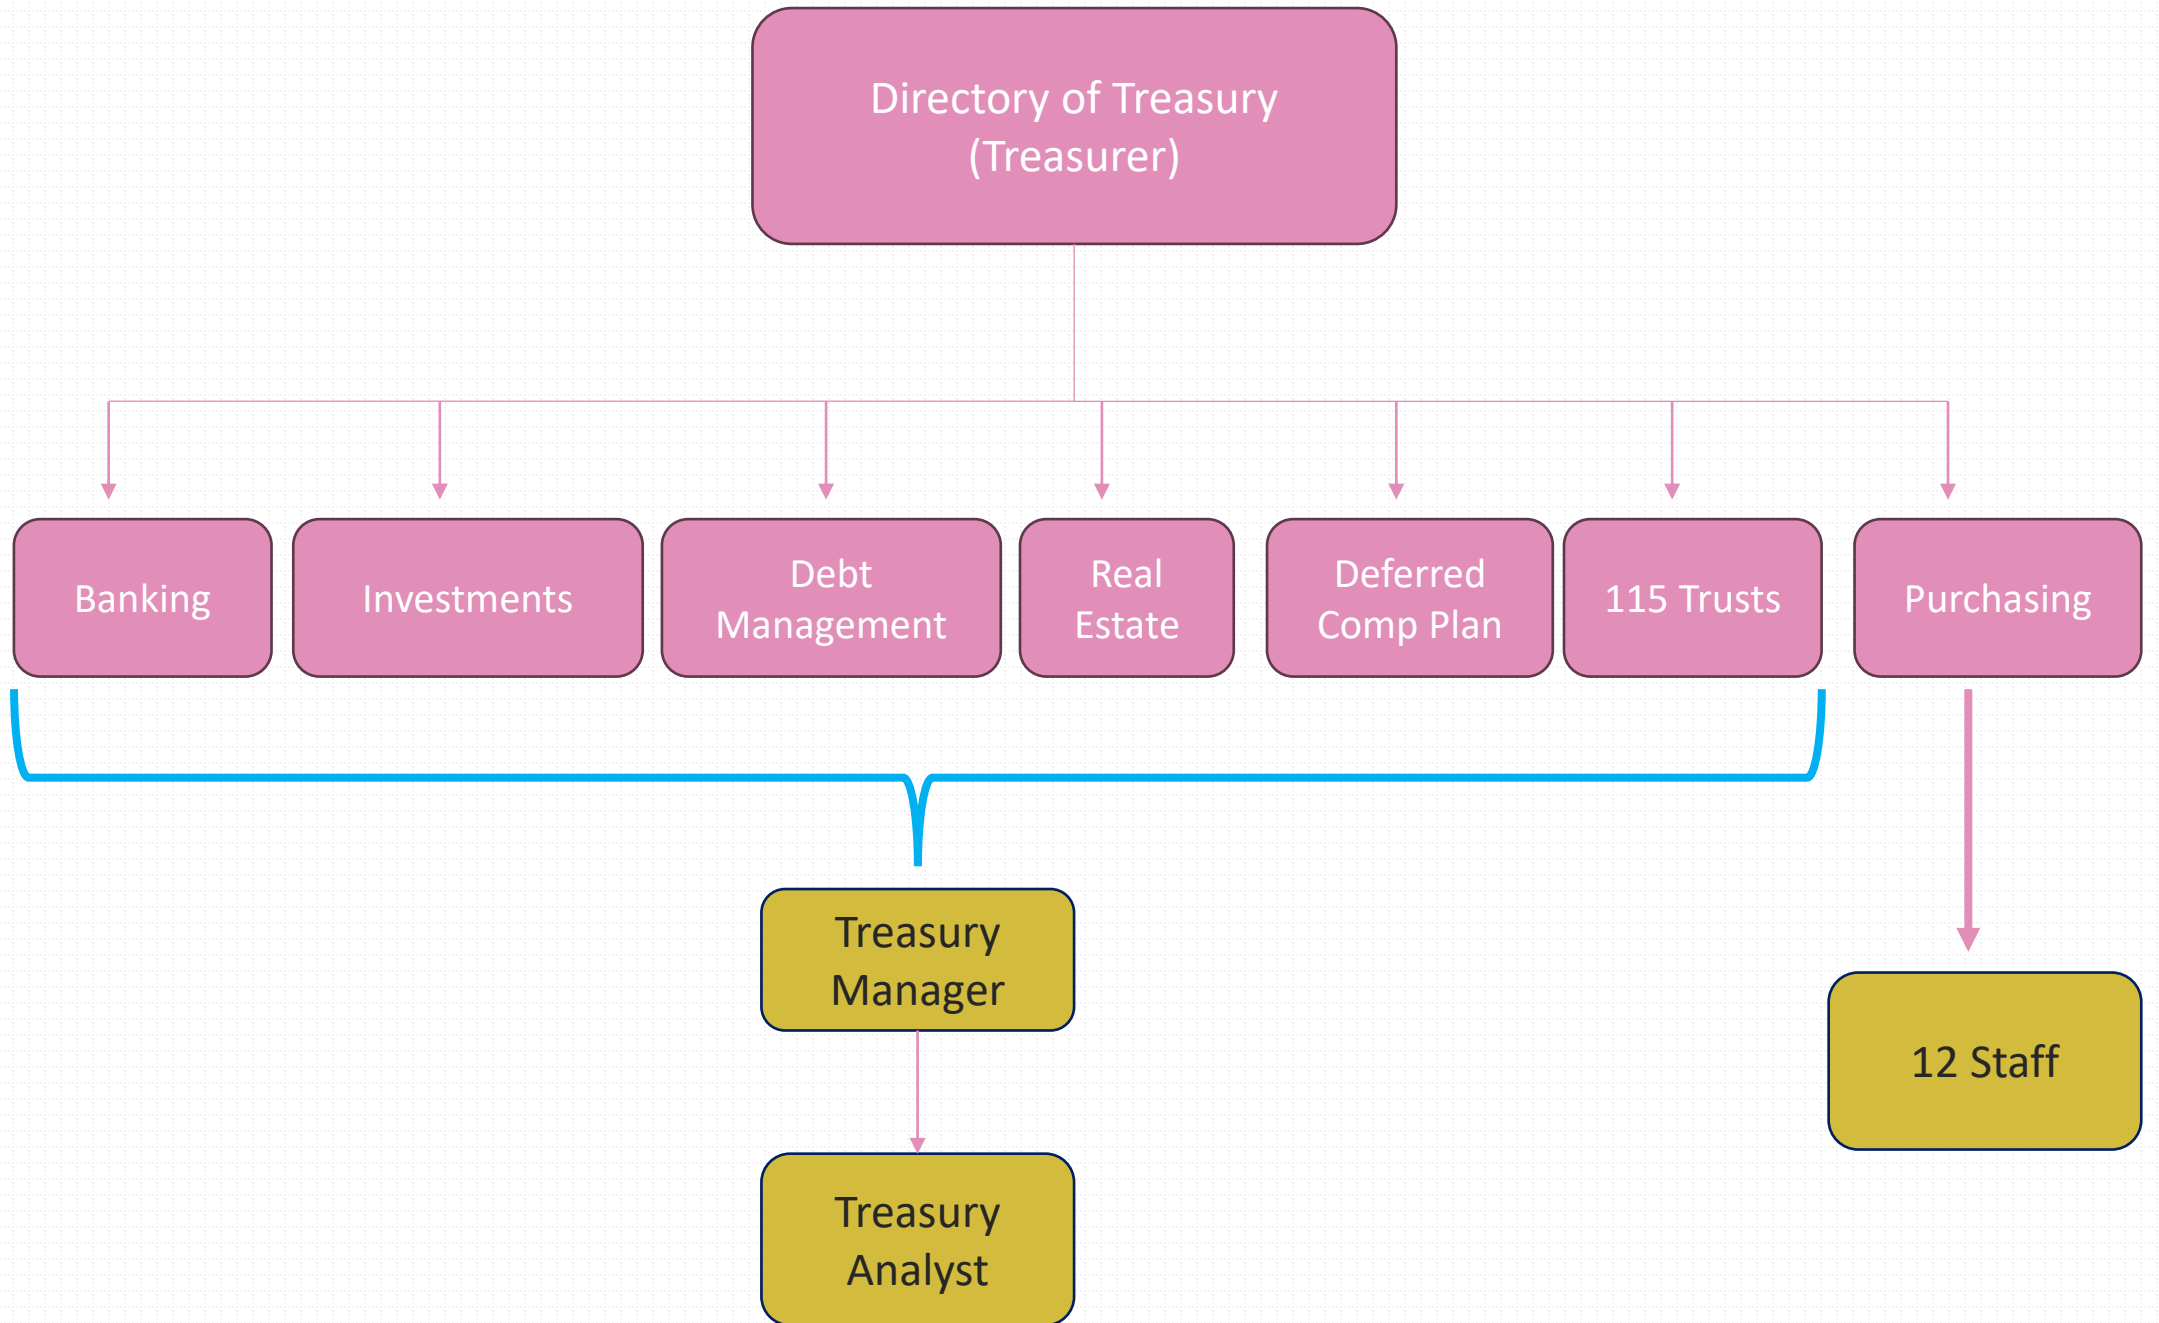 Directory of Treasury
(Treasurer)
Banking
Investments
Debt
Management
Real
Estate
Deferred
Comp Plan
115 Trusts
Purchasing
Treasury
Manager
12 Staff
Treasury
Analyst